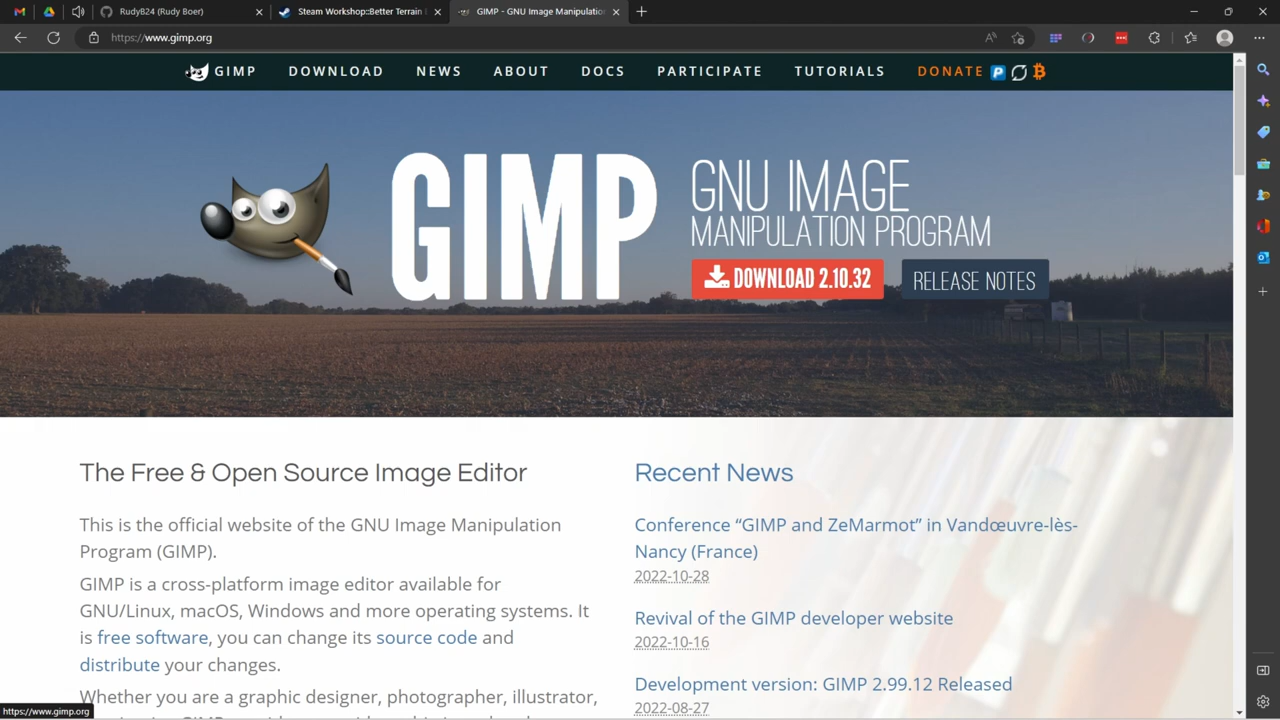 RudyB24 (Rudy Boer)
Steam Workshop::Better Terrain
GIMP - GNU Image Manipulatio
https://www.gimp.org
GIMP DOWNLOAD NEWS ABOUT DOCS PARTICIPATE TUTORIALS DONATE
GIMP
GNU IMAGE
MANIPULATION PROGRAM
DOWNLOAD 2.10.32
RELEASE NOTES
The Free & Open Source Image Editor
This is the official website of the GNU Image Manipulation
Program (GIMP).
GIMP is a cross-platform image editor available for
GNU/Linux, macOS, Windows and more operating systems. It
is free software, you can change its source code and
distribute your changes.
Whether you are a graphic designer, photographer, illustrator,
Recent News
Conference “GIMP and ZeMarmot” in Vandœuvre-lès-
Nancy (France)
2022-10-28
Revival of the GIMP developer website
2022-10-16
Development version: GIMP 2.99.12 Released
2022-08-27
https://www.gimp.org